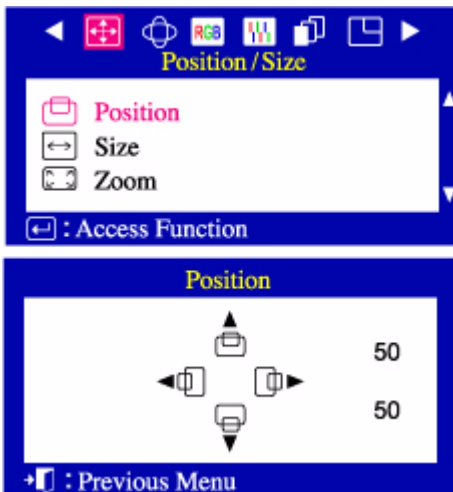 RGB
Position / Size
Position
Size
Zoom
: Access Function
Position
50
50
: Previous Menu